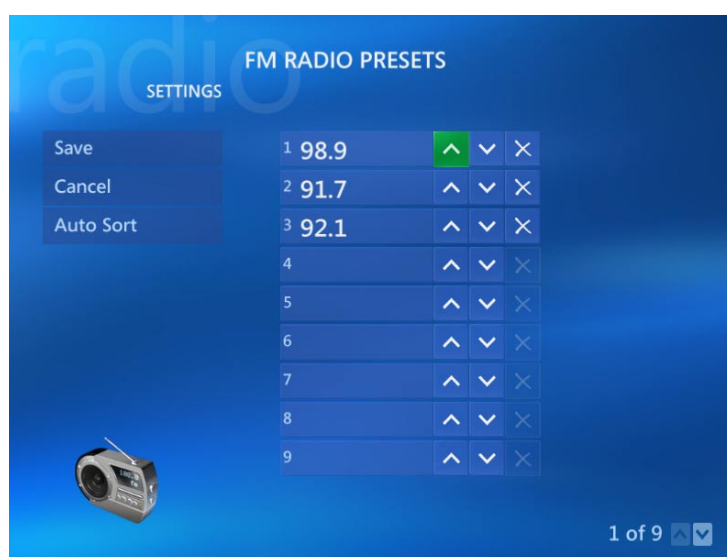 radio
FM RADIO PRESETS
SETTINGS
Save
Cancel
Auto Sort
1 98.9
2 91.7
3 92.1
4
5
6
7
8
9
1 of 9